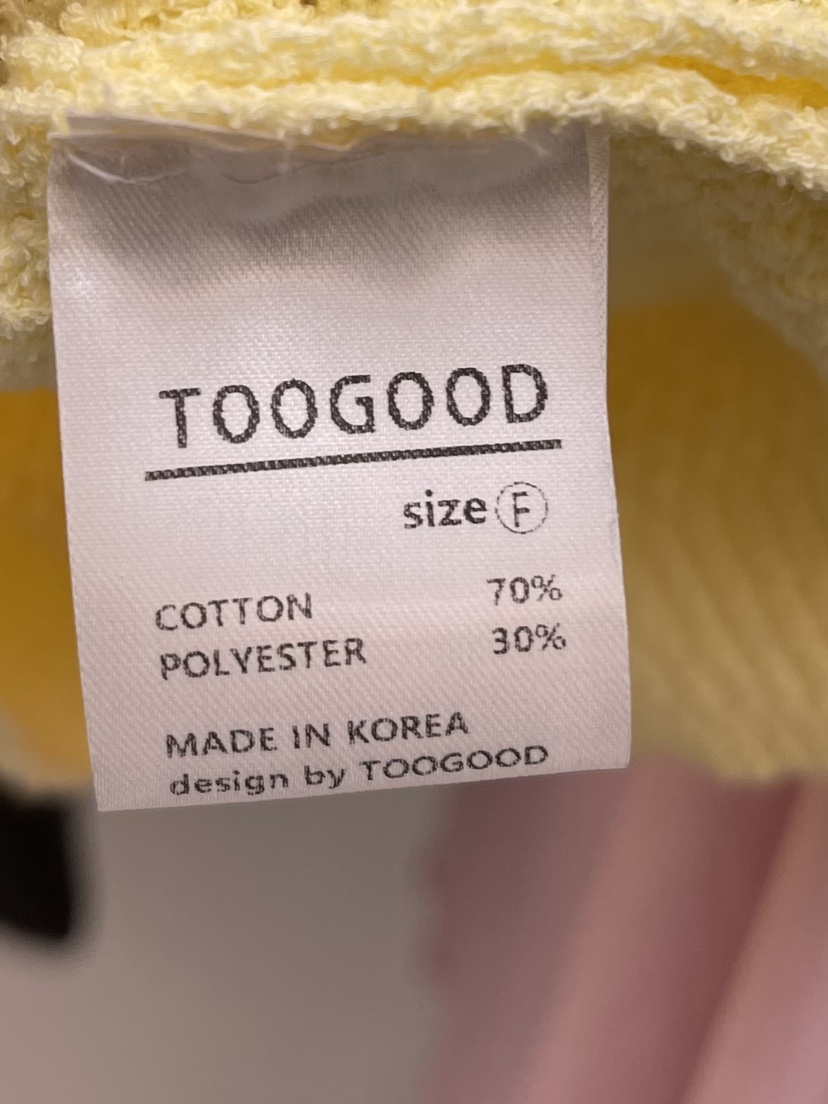 TOOGOOD
size Ⓕ
COTTON 70%
POLYESTER 30%
MADE IN KOREA
design by TOOGOOD